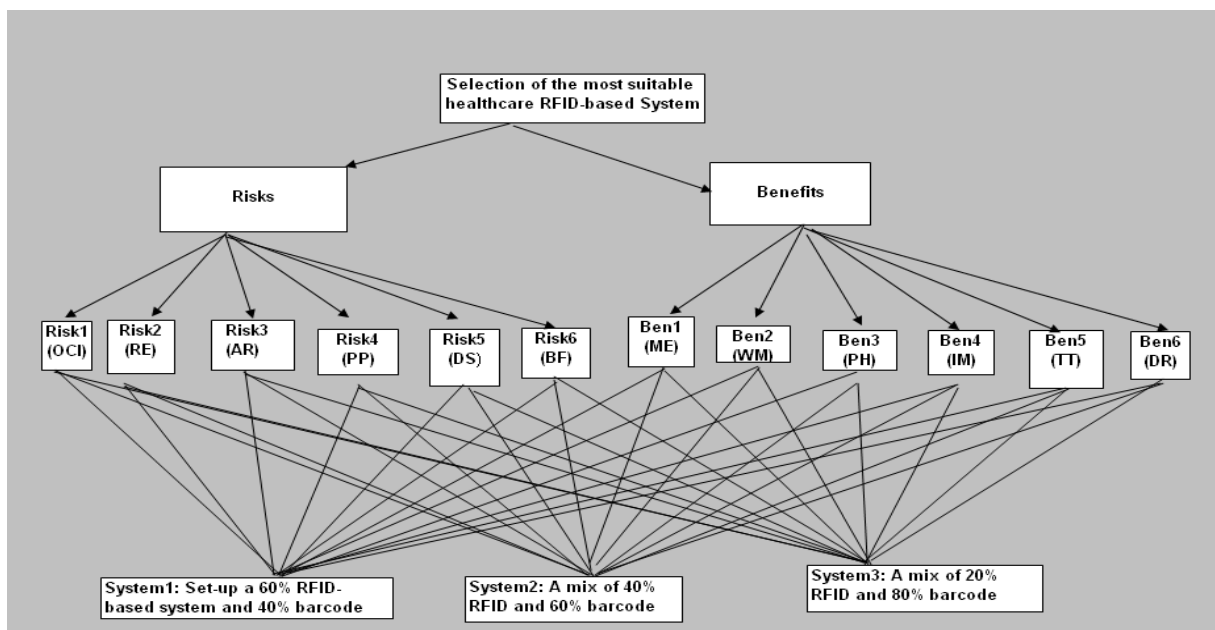 Selection of the most suitable
healthcare RFID-based System
Risks
Benefits
Risk1
(OCI)
Risk2
(RE)
Risk3
(AR)
Risk4
(PP)
Risk5
(DS)
Risk6
(BF)
Ben1
(ME)
Ben2
(WM)
Ben3
(PH)
Ben4
(IM)
Ben5
(TT)
Ben6
(DR)
System1: Set-up a 60% RFID-
based system and 40% barcode
System2: A mix of 40%
RFID and 60% barcode
System3: A mix of 20%
RFID and 80% barcode